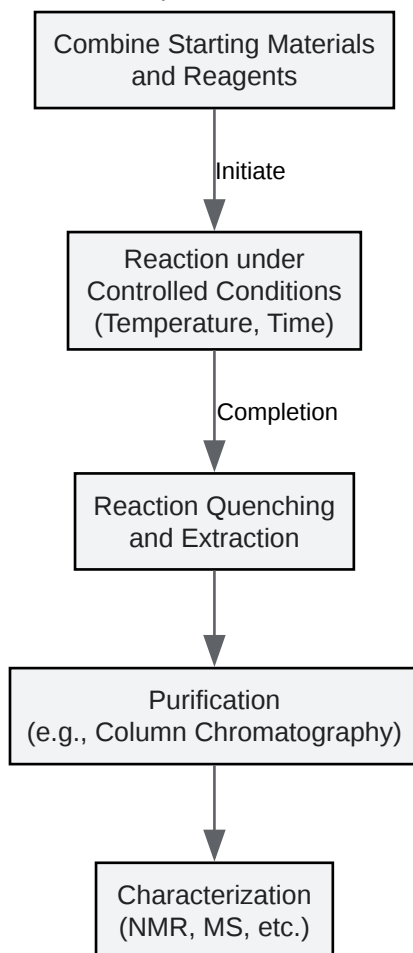 Combine Starting Materials
and Reagents
Initiate
Reaction under
Controlled Conditions
(Temperature, Time)
Completion
Reaction Quenching
and Extraction
Purification
(e.g., Column Chromatography)
Characterization
(NMR, MS, etc.)